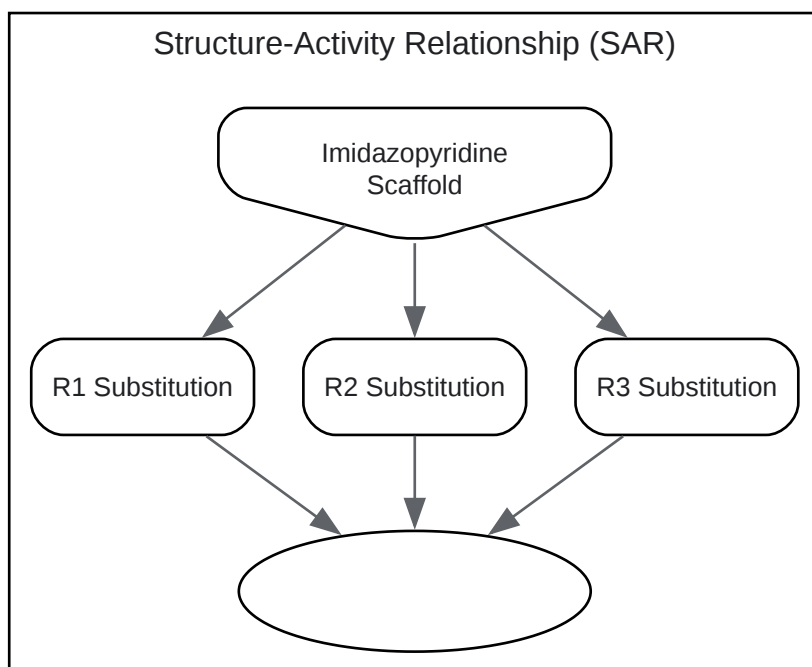 Structure-Activity Relationship (SAR)
Imidazopyridine
Scaffold
R1 Substitution
R2 Substitution
R3 Substitution